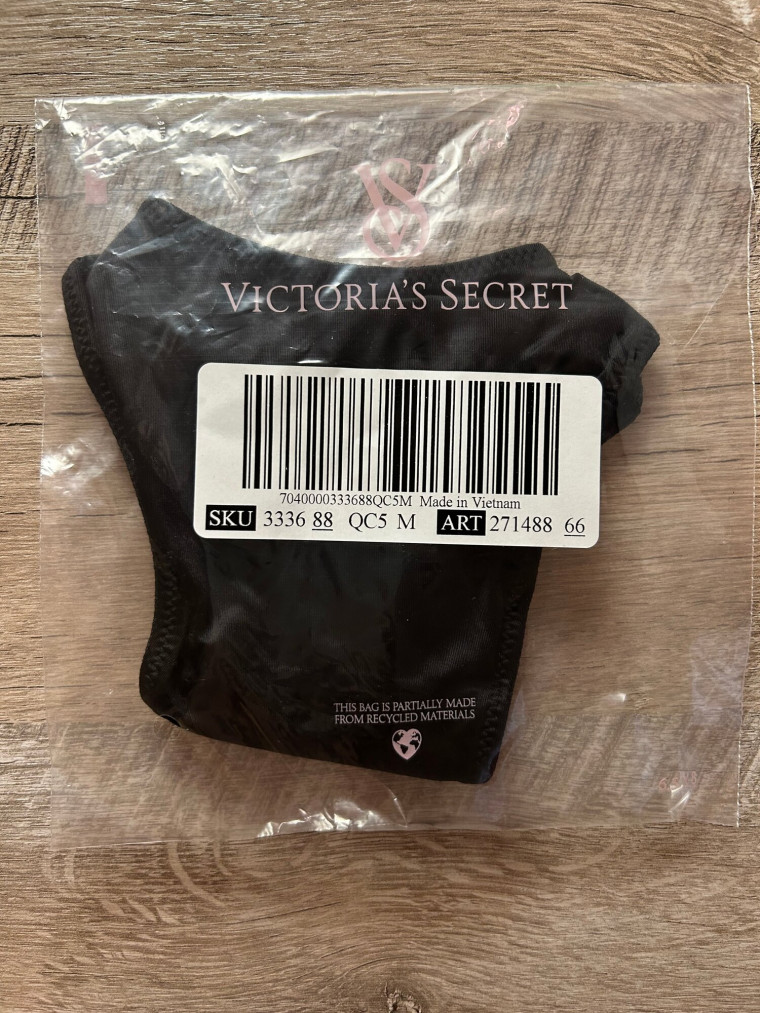 VS
VICTORIA'S SECRET
7040000333688QC5M Made in Vietnam
SKU 3336 88 QC5 M ART 271488 66
THIS BAG IS PARTIALLY MADE
FROM RECYCLED MATERIALS